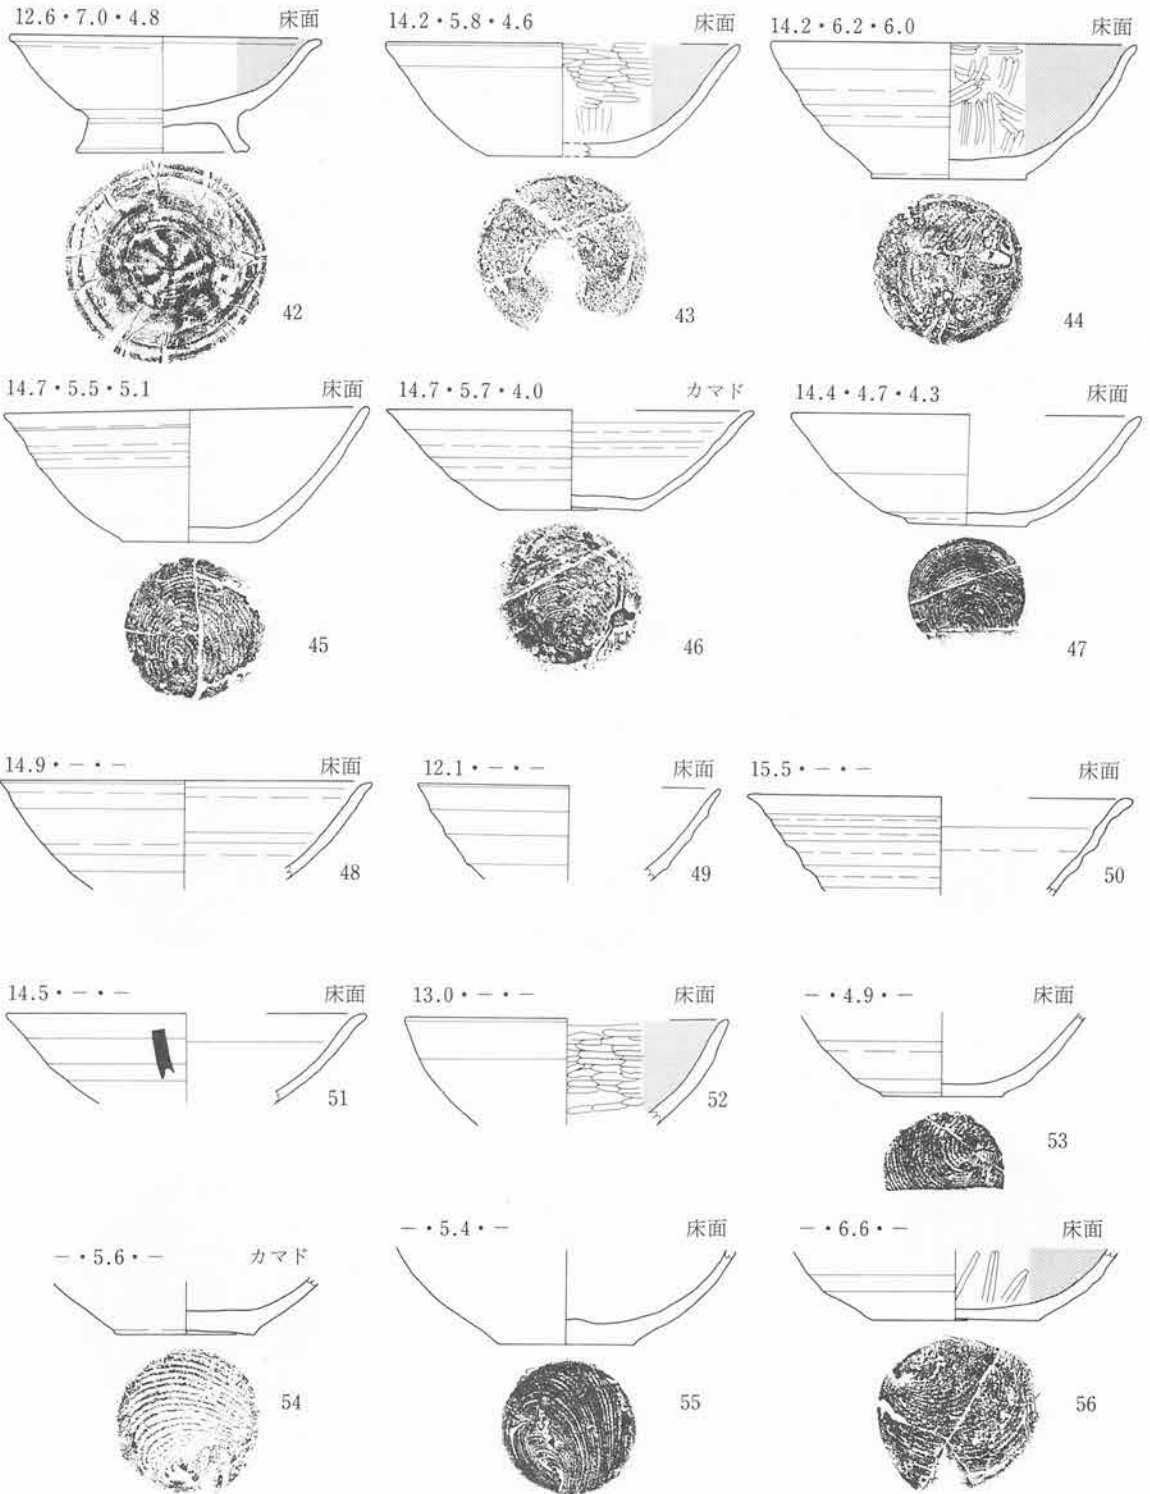 12.6・7.0・4.8 床面
14.2・5.8・4.6 床面
14.2・6.2・6.0 床面
42
43
44
14.7・5.5・5.1 床面
14.7・5.7・4.0 カマド
14.4・4.7・4.3 床面
45
46
47
14.9・－・－ 床面
12.1・－・－ 床面
15.5・－・－ 床面
48
49
50
14.5・－・－ 床面
13.0・－・－ 床面
－・4.9・－ 床面
51
52
53
－・5.6・－ カマド
－・5.4・－ 床面
－・6.6・－ 床面
54
55
56